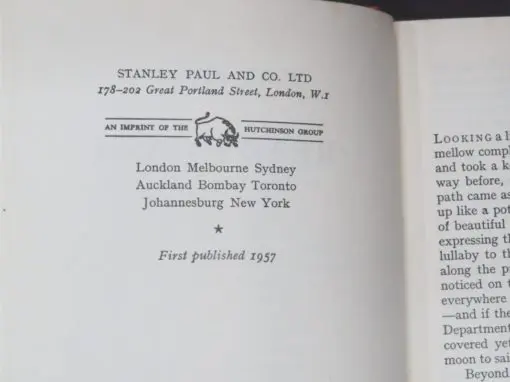 STANLEY PAUL AND CO. LTD
178–202 Great Portland Street, London, W.1
AN IMPRINT OF THE HUTCHINSON GROUP
London Melbourne Sydney
Auckland Bombay Toronto
Johannesburg New York
★
First published 1957
LOOKING a
mellow
and took a
way before,
path came
up like a
of beautiful
expressing
lullaby to
along the
noticed on
everywhere
—and if the
Department
covered
moon to
Beyond